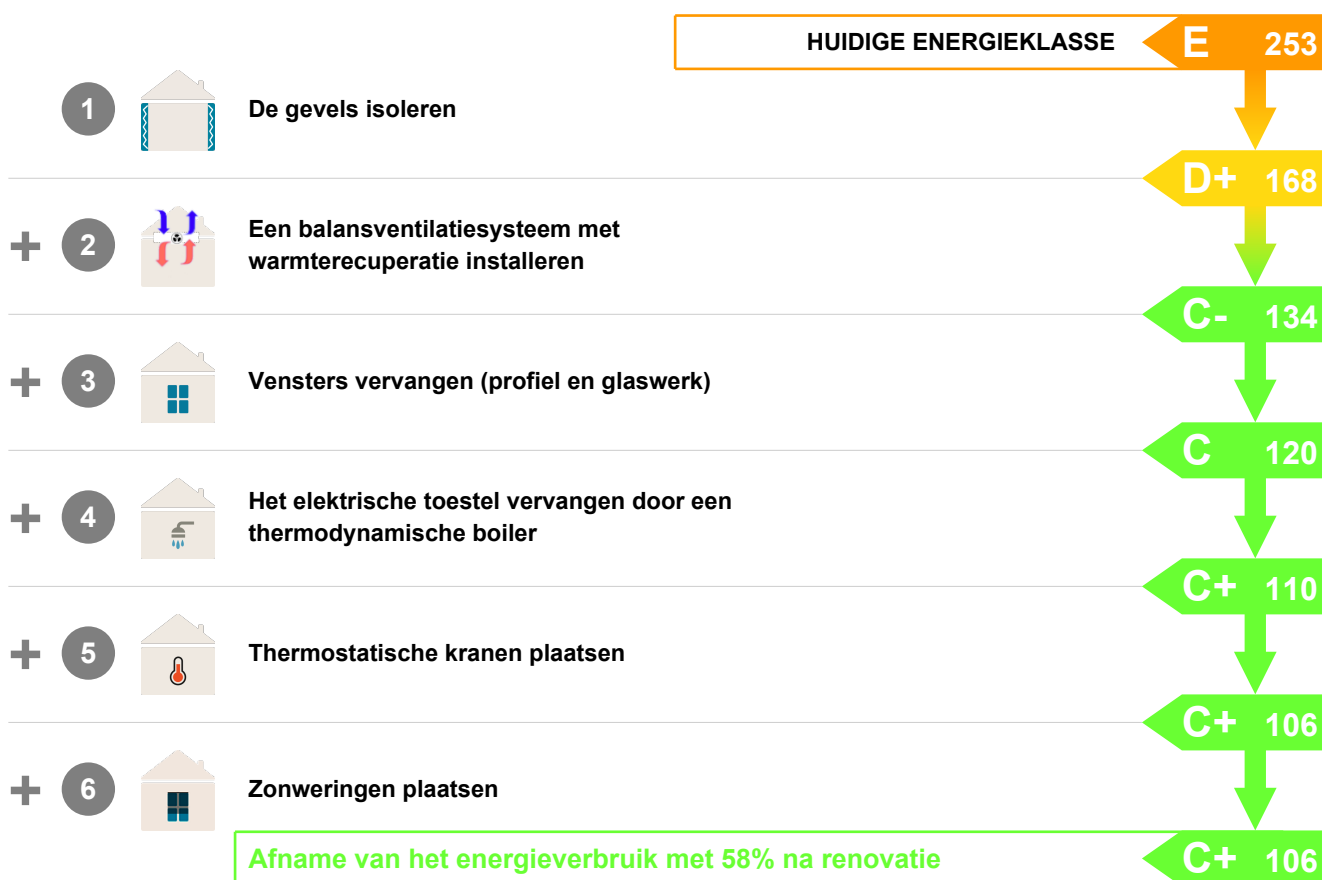 HUIDIGE ENERGIEKLASSE E 253
1 De gevels isoleren
D+ 168
+ 2 Een balansventilatiesysteem met
warmterecuperatie installeren
C- 134
+ 3 Vensters vervangen (profiel en glaswerk)
C 120
+ 4 Het elektrische toestel vervangen door een
thermodynamische boiler
C+ 110
+ 5 Thermostatische kranen plaatsen
C+ 106
+ 6 Zonweringen plaatsen
Afname van het energieverbruik met 58% na renovatie C+ 106